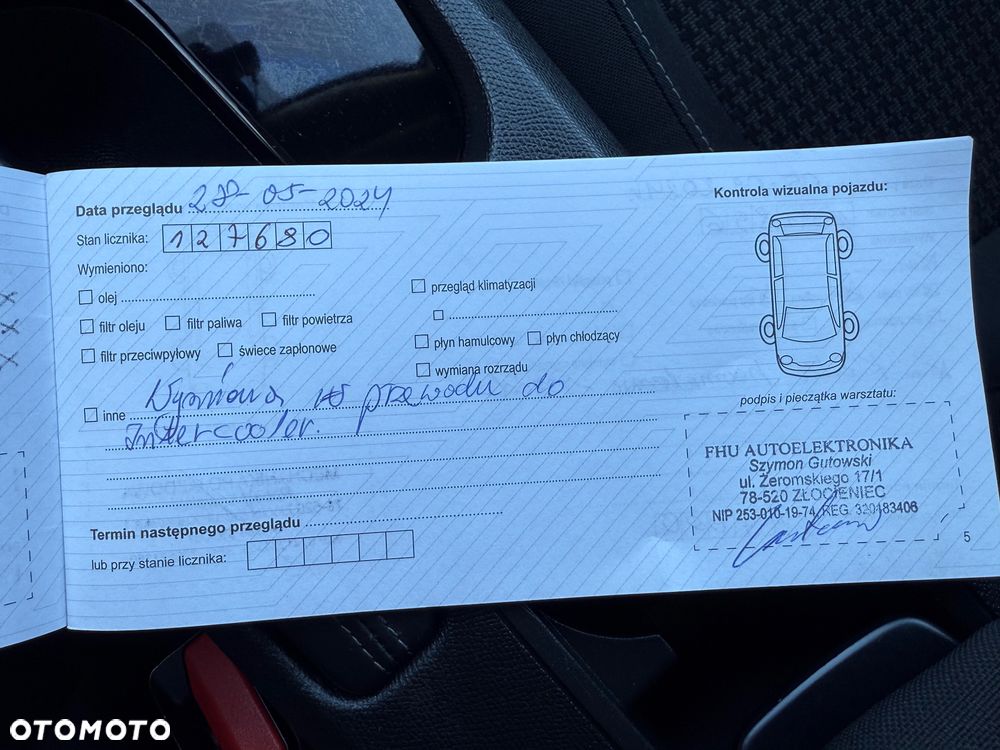 Data przeglądu 28-05-2024
Kontrola wizualna pojazdu:
Stan licznika: 127680
Wymieniono:
olej
przegląd klimatyzacji
filtr oleju filtr paliwa filtr powietrza
płyn hamulcowy płyn chłodzący
filtr przeciwpyłowy świece zapłonowe
wymiana rozrządu
inne Wymiana przewodu do
Intercooler.
podpis i pieczątka warsztatu:
FHU AUTOELEKTRONIKA
Szymon Gutowski
ul. Żeromskiego 17/1
78-520 ZŁOCIENIEC
NIP 253-016-19-74, REG. 320183406
Termin następnego przeglądu
lub przy stanie licznika:
5
OTOMOTO